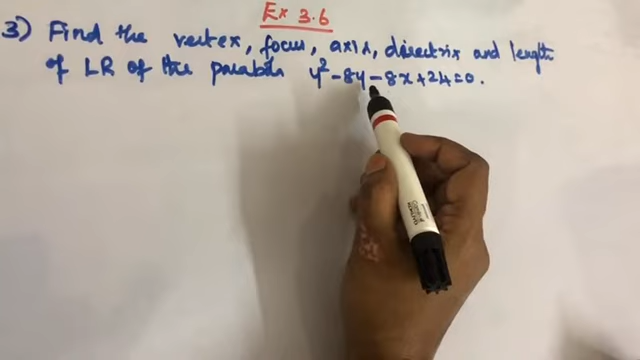 Ex 3.6
3) Find the vertex, focus, axis, directrix and length
of LR of the parabola y²-8y-8x+24=0.